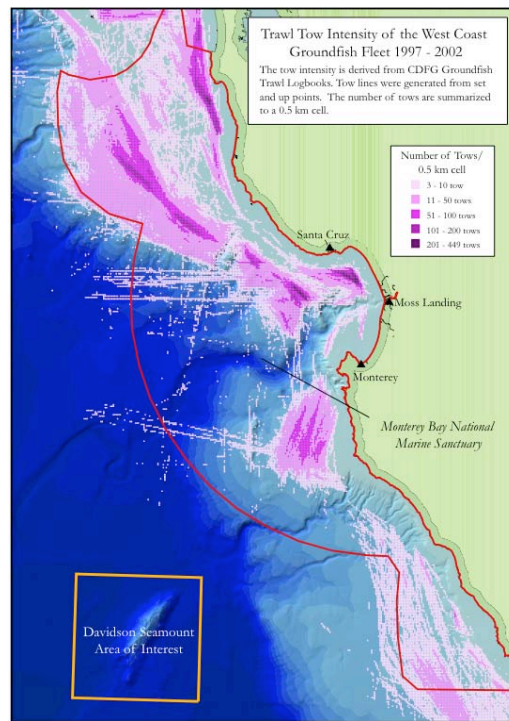 Trawl Tow Intensity of the West Coast
Groundfish Fleet 1997 - 2002
The tow intensity is derived from CDFG Groundfish
Trawl Logbooks. Tow lines were generated from set
and up points. The number of tows are summarized
to a 0.5 km cell.
Number of Tows/
0.5 km cell
3 - 10 tow
11 - 50 tows
51 - 100 tows
101 - 200 tows
201 - 449 tows
Santa Cruz
Moss Landing
Monterey
Monterey Bay National
Marine Sanctuary
Davidson Seamount
Area of Interest